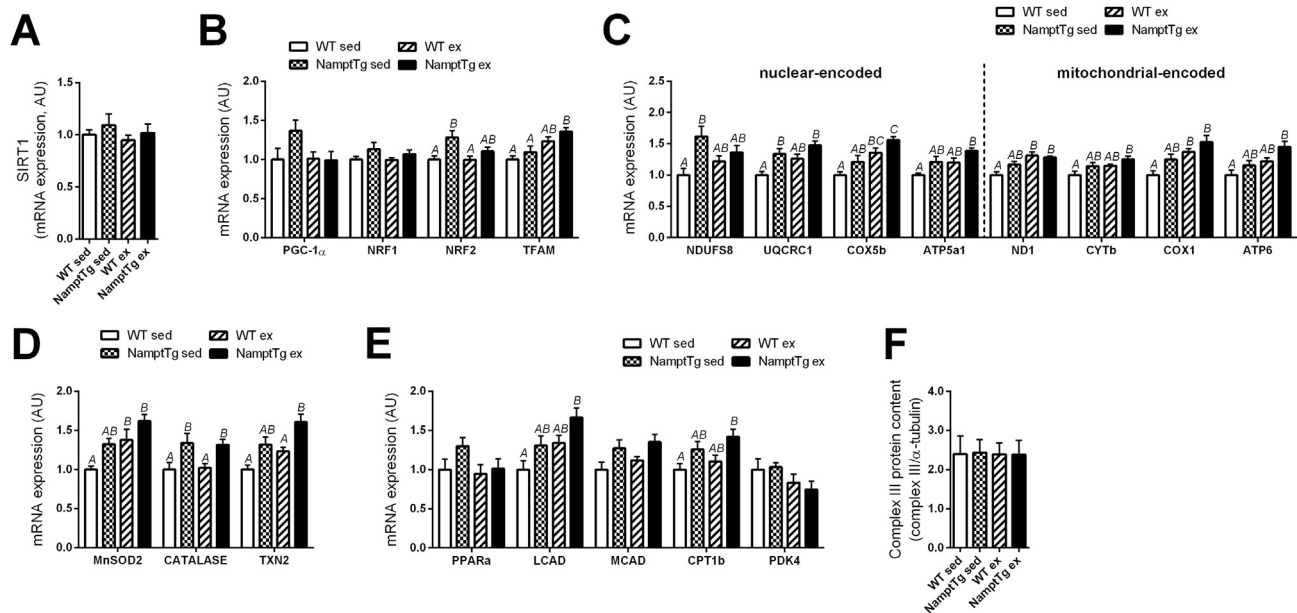 A
SIRT1
(mRNA expression, AU)
1.5
1.0
0.5
0.0
WT sed
NamptTg sed
WT ex
NamptTg ex
B
WT sed
WT ex
NamptTg sed
NamptTg ex
mRNA expression (AU)
2.0
1.5
1.0
0.5
0.0
A B A AB
A A AB B
PGC-1α NRF1 NRF2 TFAM
C
WT sed
WT ex
NamptTg sed
NamptTg ex
nuclear-encoded
mitochondrial-encoded
mRNA expression (AU)
2.5
2.0
1.5
1.0
0.5
0.0
A B AB AB
A B B B
A AB BC C
A AB AB B
A AB B B
A AB AB B
A AB B B
A AB AB B
NDUFS8 UQCRC1 COX5b ATP5a1 ND1 CYTb COX1 ATP6
D
WT sed
WT ex
NamptTg sed
NamptTg ex
mRNA expression (AU)
2.0
1.5
1.0
0.5
0.0
A AB B B
A B A B
A AB A B
MnSOD2 CATALASE TXN2
E
WT sed
WT ex
NamptTg sed
NamptTg ex
mRNA expression (AU)
2.0
1.5
1.0
0.5
0.0
A AB AB B
A AB AB B
PPARa LCAD MCAD CPT1b PDK4
F
Complex III protein content
(complex III/α-tubulin)
4.0
3.0
2.0
1.0
0.0
WT sed
NamptTg sed
WT ex
NamptTg ex